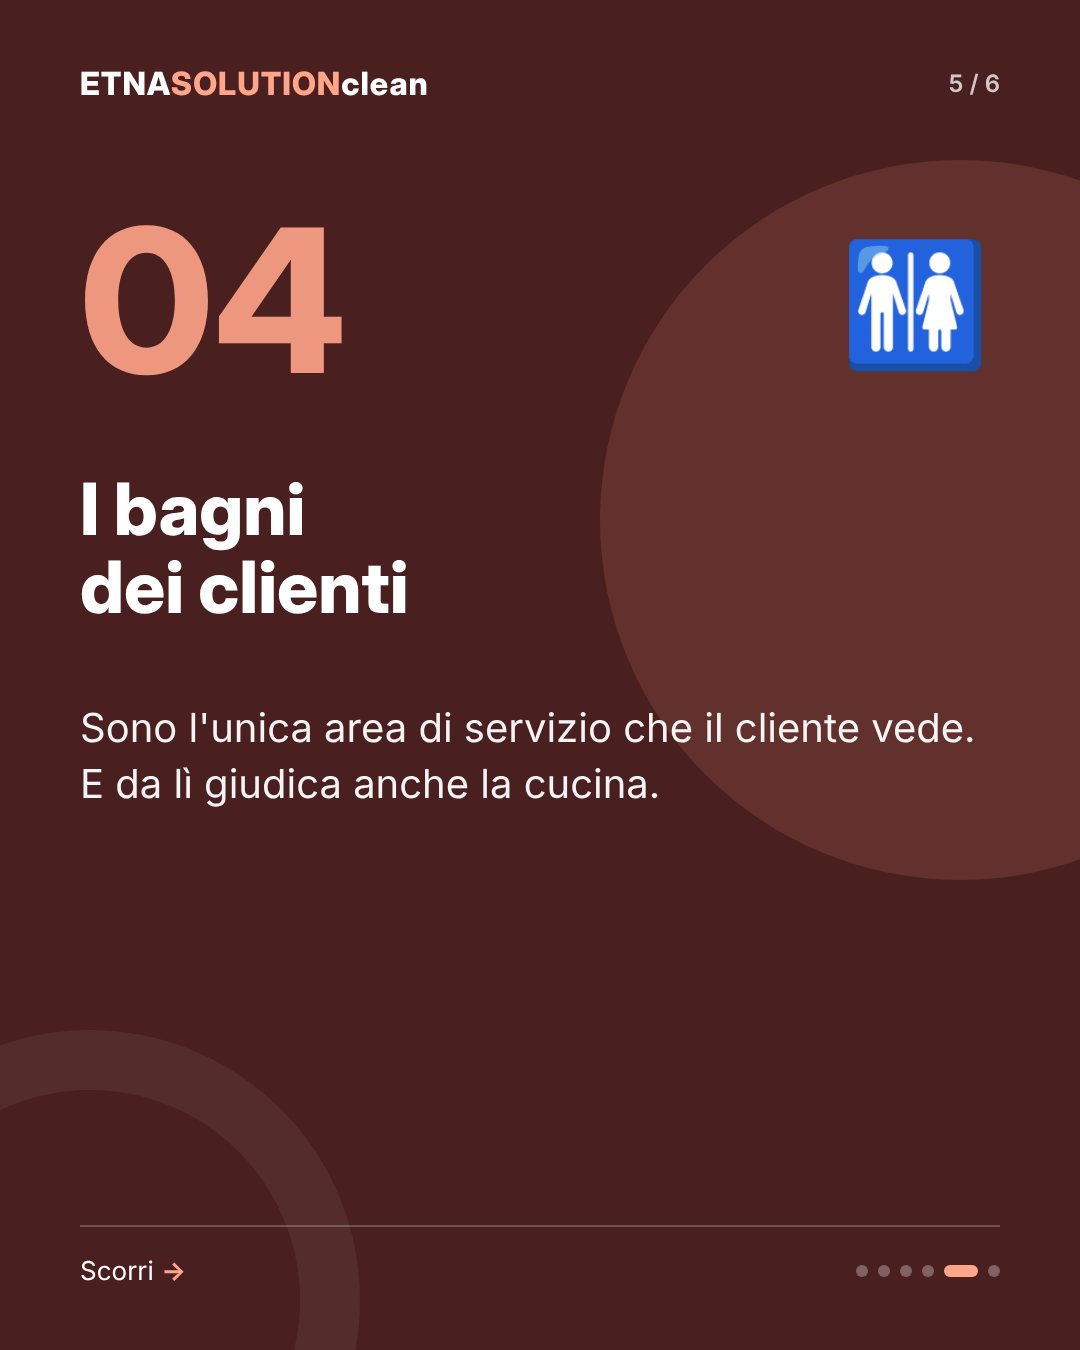 ETNASOLUTIONclean
5 / 6
04
I bagni
dei clienti
Sono l'unica area di servizio che il cliente vede.
E da lì giudica anche la cucina.
Scorri →